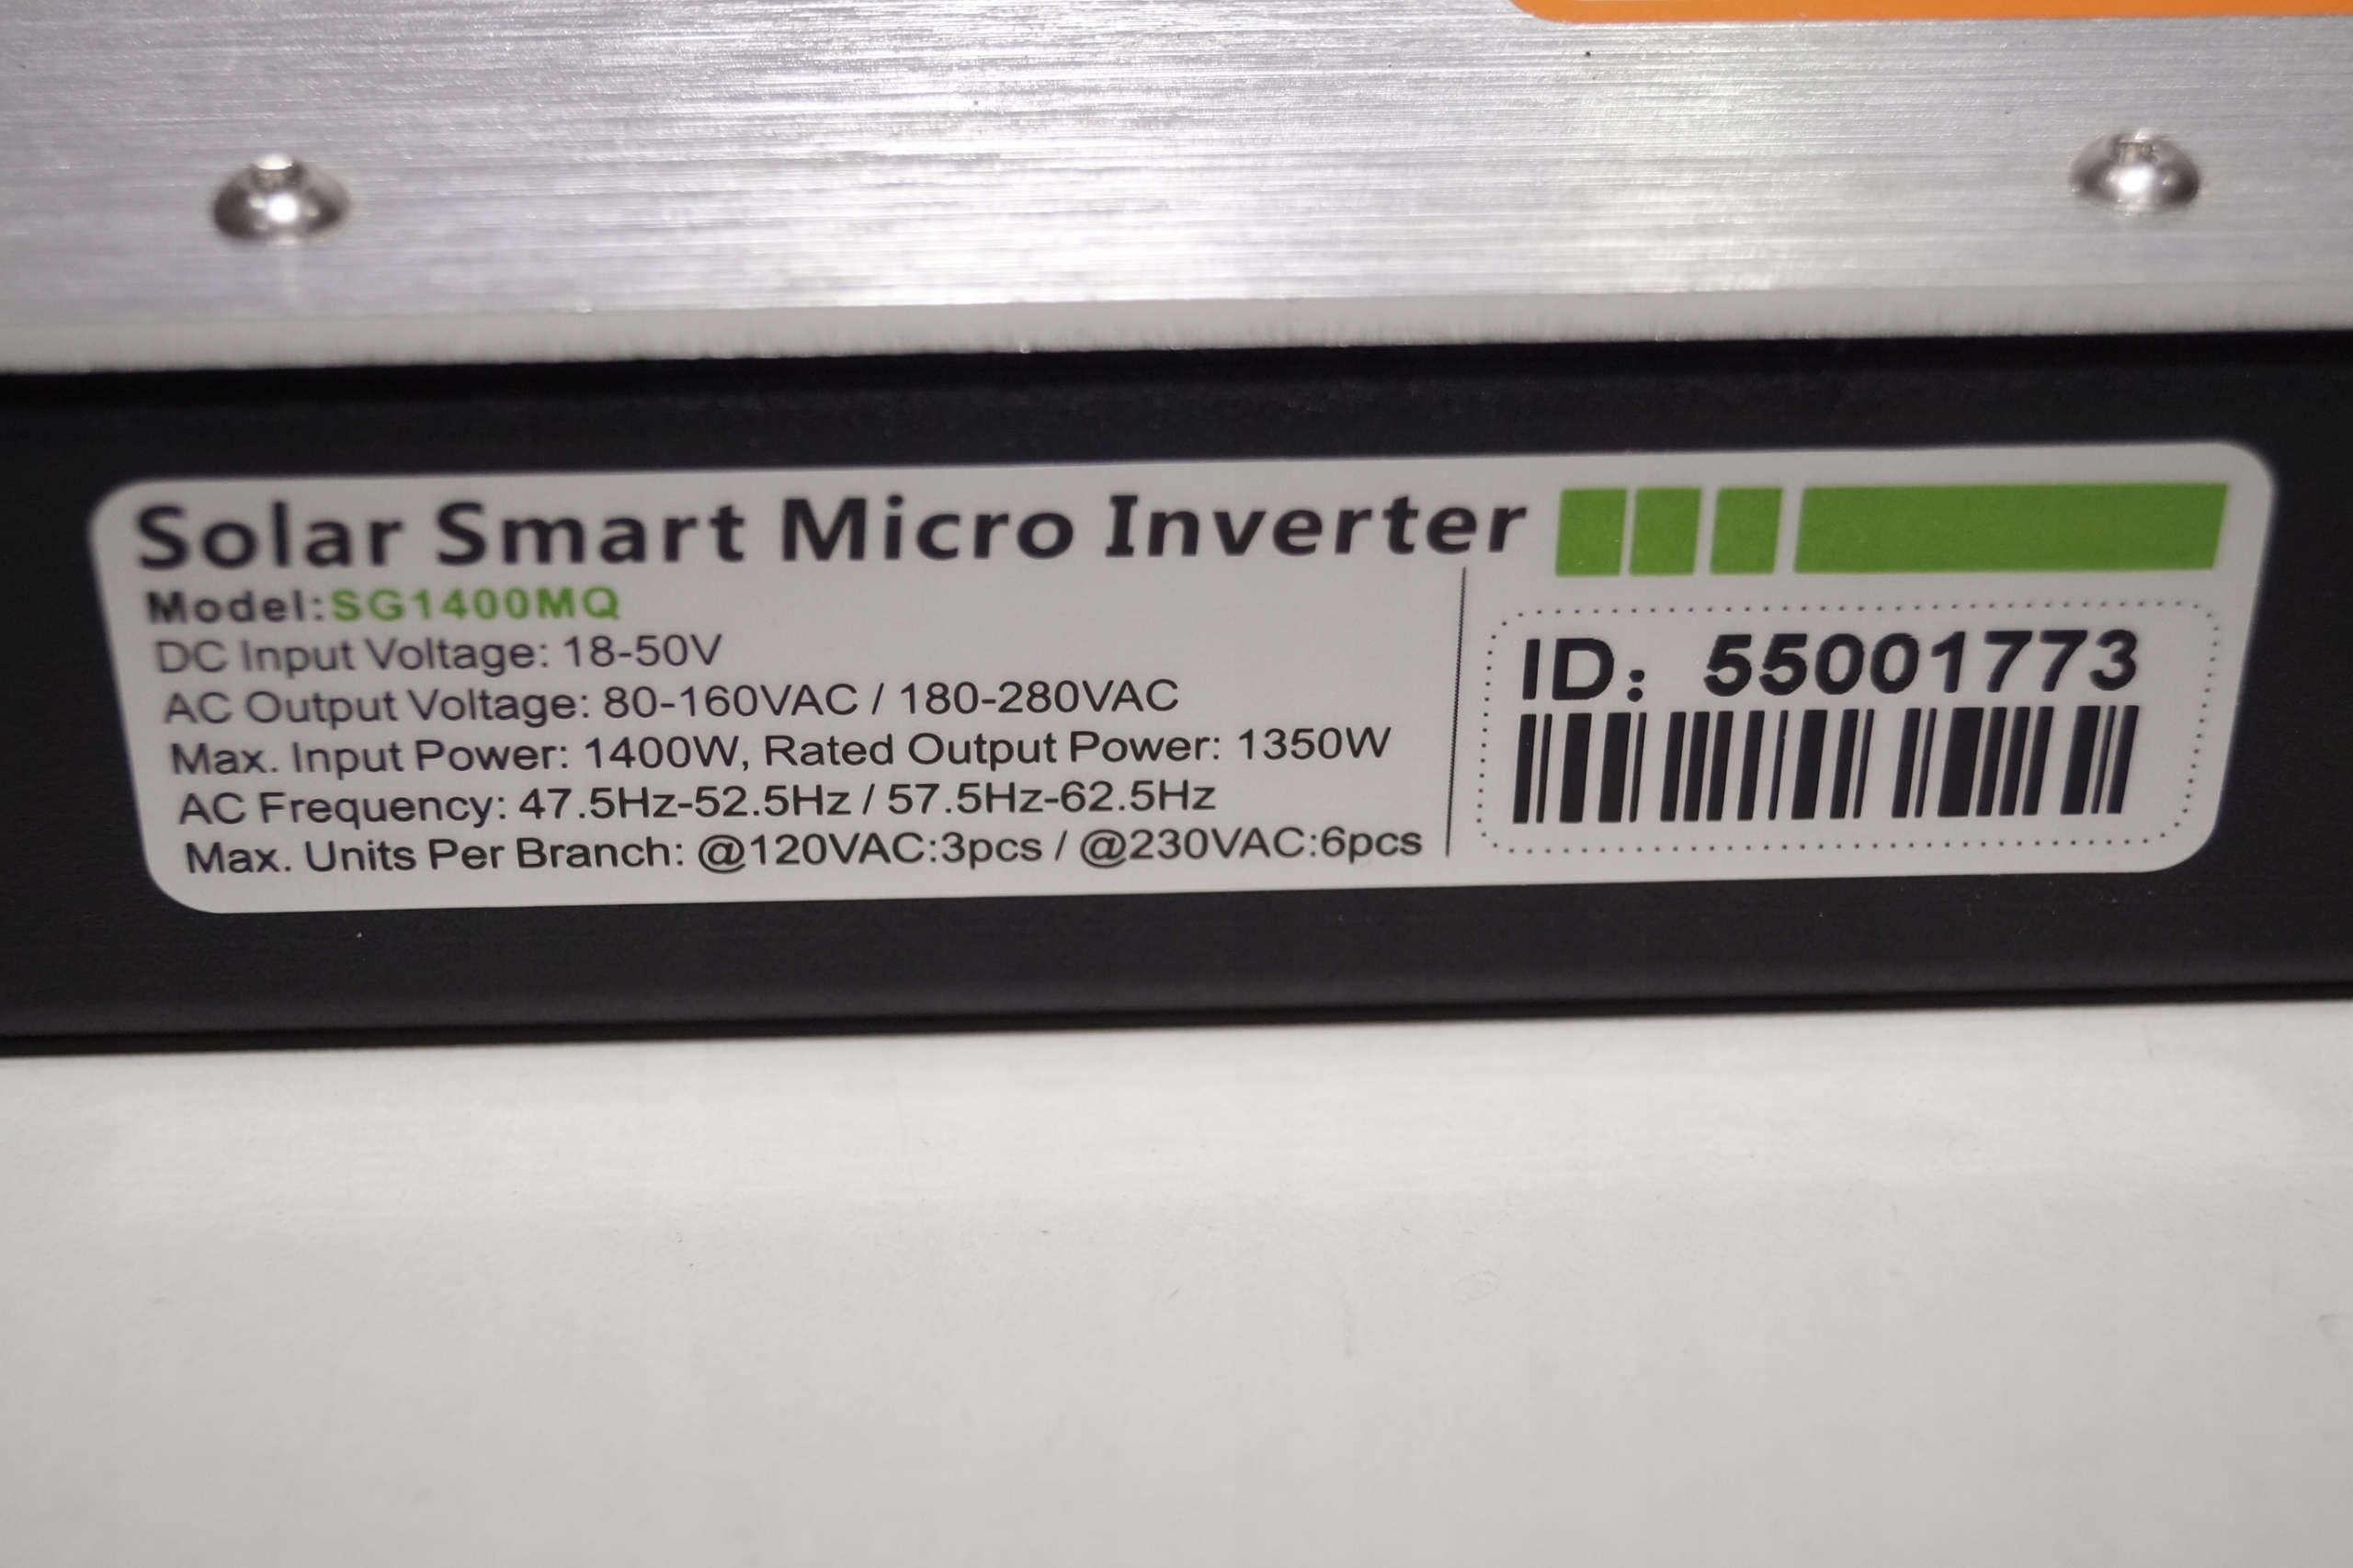 Solar Smart Micro Inverter
Model:SG1400MQ
DC Input Voltage: 18-50V
AC Output Voltage: 80-160VAC / 180-280VAC
Max. Input Power: 1400W, Rated Output Power: 1350W
AC Frequency: 47.5Hz-52.5Hz / 57.5Hz-62.5Hz
Max. Units Per Branch: @120VAC:3pcs / @230VAC:6pcs
ID: 55001773